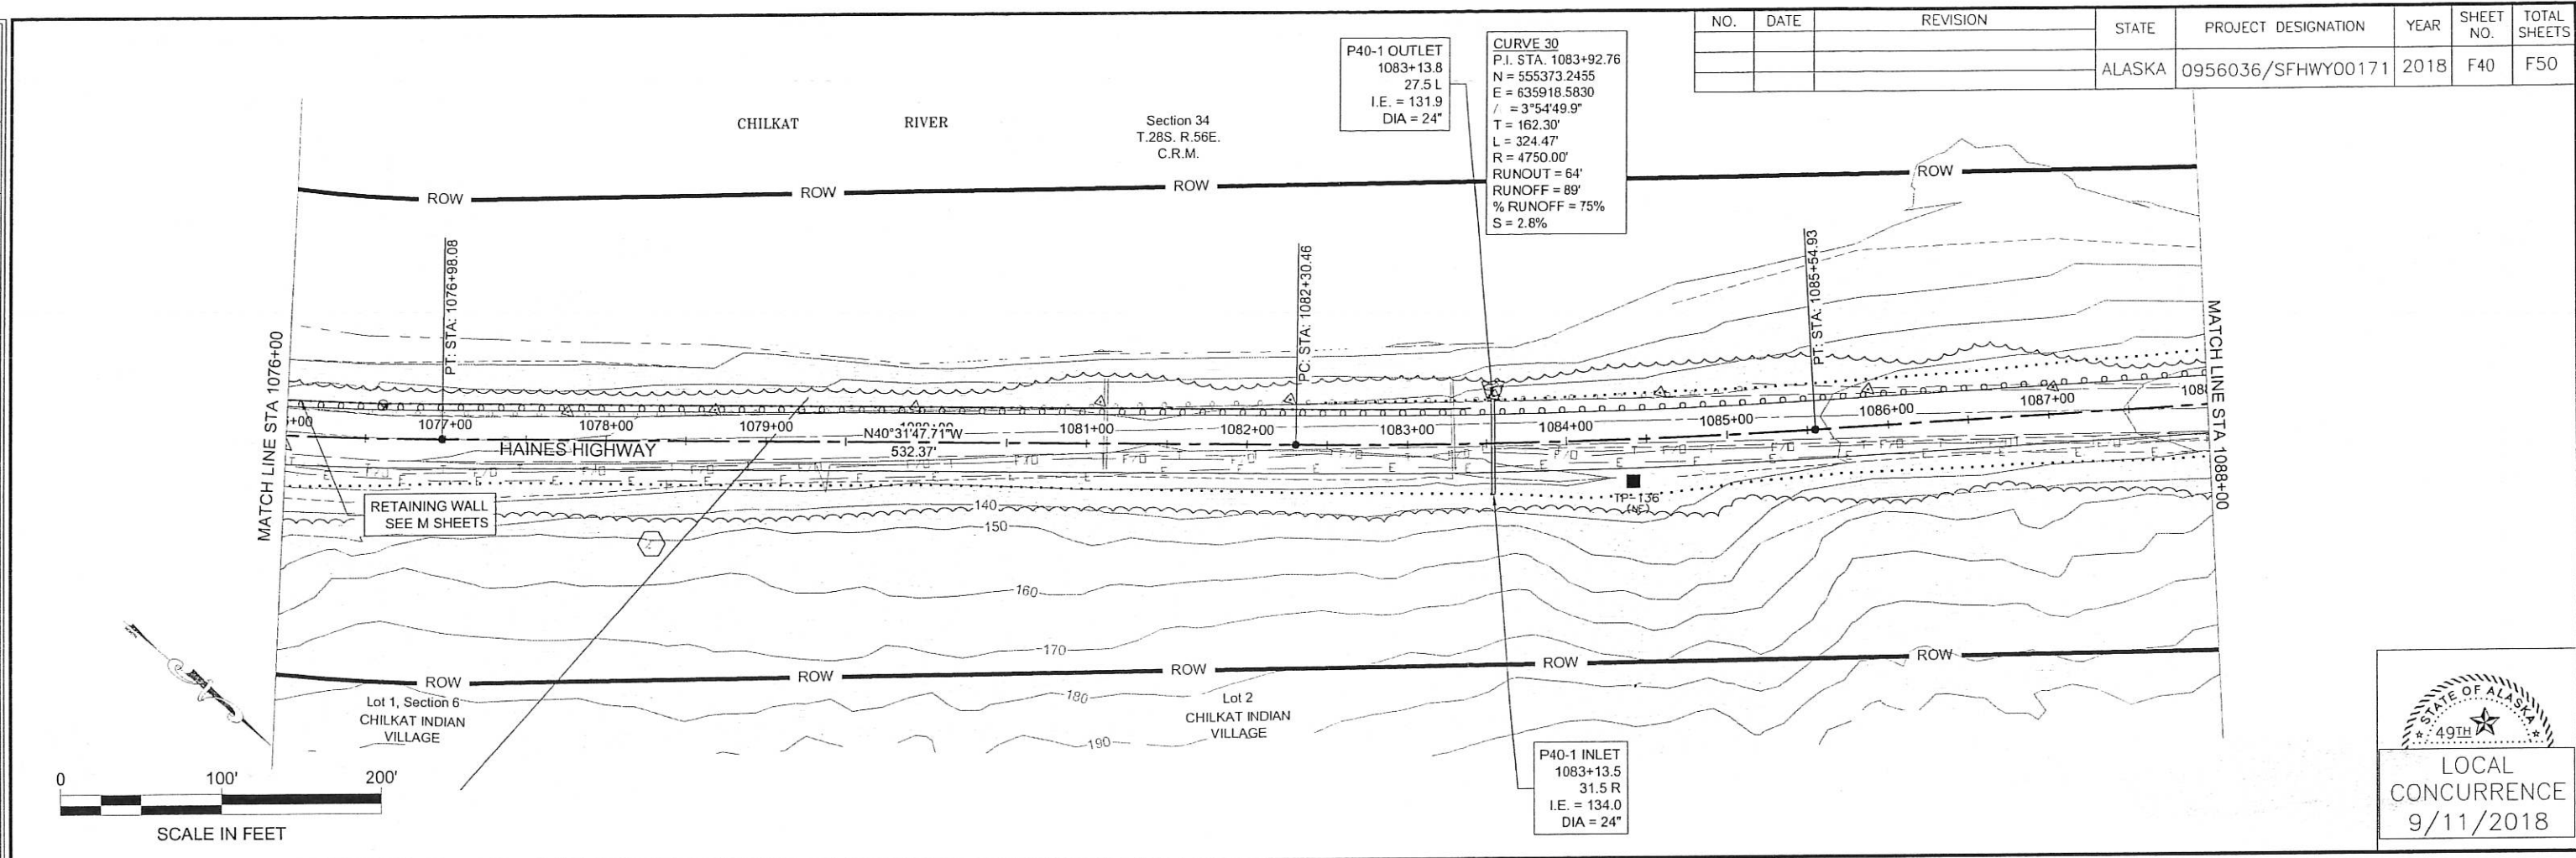 NO. DATE REVISION STATE PROJECT DESIGNATION YEAR SHEET NO. TOTAL SHEETS
ALASKA 0956036/SFHWY00171 2018 F40 F50
P40-1 OUTLET
1083+13.8
27.5 L
I.E. = 131.9
DIA = 24"
CURVE 30
P.I. STA. 1083+92.76
N = 555373.2455
E = 635918.5830
= 3°54'49.9"
T = 162.30'
L = 324.47'
R = 4750.00'
RUNOUT = 64'
RUNOFF = 89'
% RUNOFF = 75%
S = 2.8%
CHILKAT RIVER
Section 34
T.28S. R.56E.
C.R.M.
ROW ROW ROW ROW
PT: STA: 1076+98.08
PC: STA: 1082+30.46
PT: STA: 1085+54.93
MATCH LINE STA 1076+00
MATCH LINE STA 1088+00
1077+00 1078+00 1079+00 1081+00 1082+00 1083+00 1084+00 1085+00 1086+00 1087+00
N40°31'47.71"W
532.37'
HAINES HIGHWAY
RETAINING WALL
SEE M SHEETS
TP-136
140
150
160
170
180
190
ROW ROW ROW ROW ROW
Lot 1, Section 6
CHILKAT INDIAN
VILLAGE
Lot 2
CHILKAT INDIAN
VILLAGE
P40-1 INLET
1083+13.5
31.5 R
I.E. = 134.0
DIA = 24"
0 100' 200'
SCALE IN FEET
STATE OF ALASKA
49TH
LOCAL
CONCURRENCE
9/11/2018